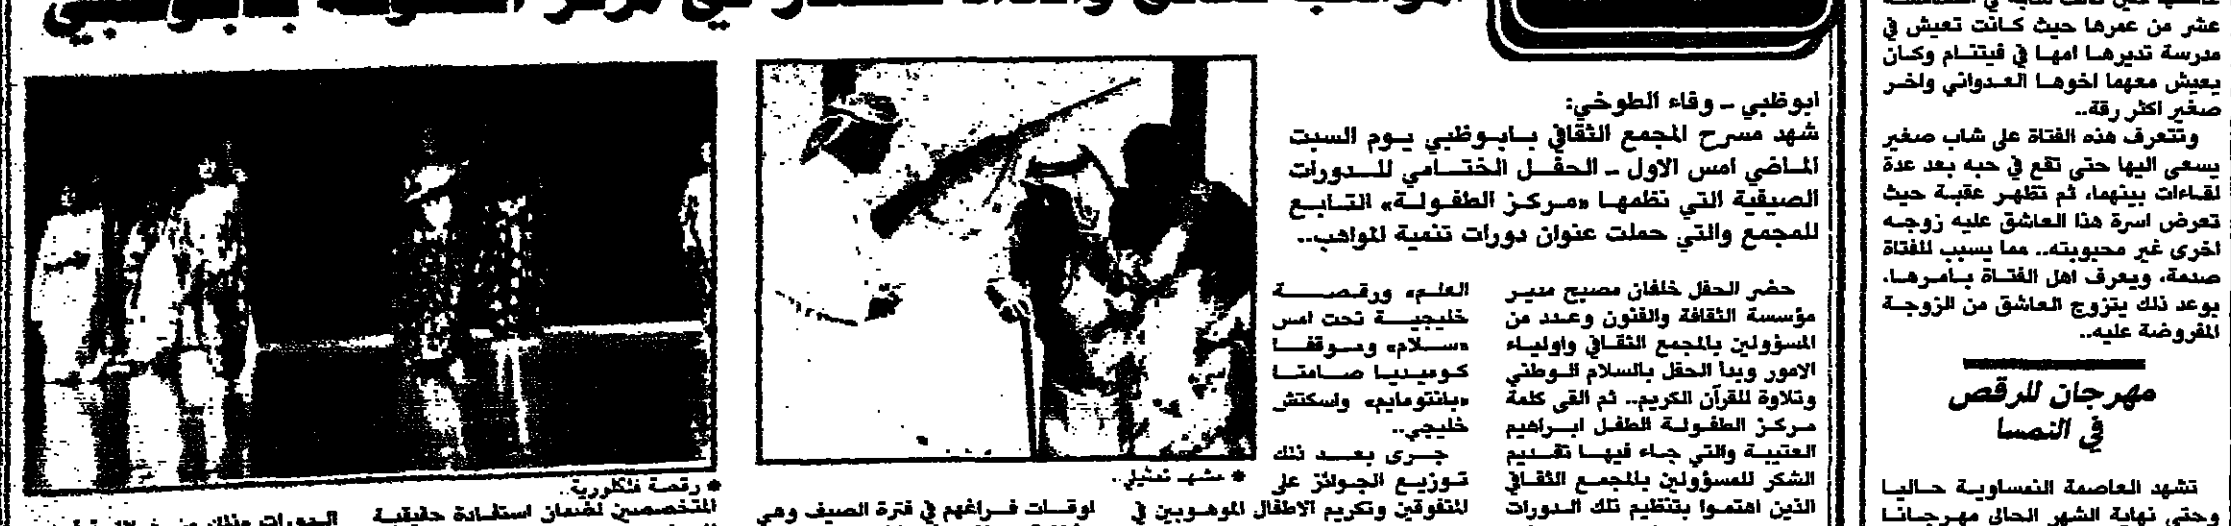 عشر من عمرها حيث كانت تعيش في
مدرسة تديرها امها في فيتنام وكان
يعيش معهما اخوها العدواني واخر
صغير اكثر رقة..
وتتعرف هذه الفتاة على شاب صغير
يسعى اليها حتى تقع في حبه بعد عدة
لقاءات بينهما، ثم تظهر عقبة حيث
تعرض اسرة هذا العاشق عليه زوجه
اخرى غير محبوبته.. مما يسبب للفتاة
صدمة، ويعرف اهل الفتاة بامرها،
بوعد ذلك يتزوج العاشق من الزوجة
المفروضة عليه..
مهرجان للرقص
في النمسا
تشهد العاصمة النمساوية حاليا
وحتى نهاية الشهر الحالي مهرجانا
في مركز الطفولة بابوظبي
ابوظبي - وفاء الطوخي:
شهد مسرح المجمع الثقافي بابوظبي يوم السبت
الماضي امس الاول - الحفل الختامي للدورات
الصيفية التي نظمها «مركز الطفولة» التابع
للمجمع والتي حملت عنوان دورات تنمية المواهب..
حضر الحفل خلفان مصبح مدير
مؤسسة الثقافة والفنون وعدد من
المسؤولين بالمجمع الثقافي واولياء
الامور وبدأ الحفل بالسلام الوطني
وتلاوة للقرآن الكريم.. ثم القى كلمة
مركز الطفولة الطفل ابراهيم
العتيبة والتي جاء فيها تقديم
الشكر للمسؤولين بالمجمع الثقافي
الذين اهتموا بتنظيم تلك الدورات
العلم» ورقصة
خليجية تحت امس
«سلام» وموقفا
كوميديا صامتا
«بانتومايم» واسكتش
خليجي..
جرى بعد ذلك
توزيع الجوائز على
المتفوقين وتكريم الاطفال الموهوبين في
* مشهد تمثيلي..
اوقات فراغهم في فترة الصيف وهي
* رقصة فلكلورية..
المتخصصين لضمان استفادة حقيقية